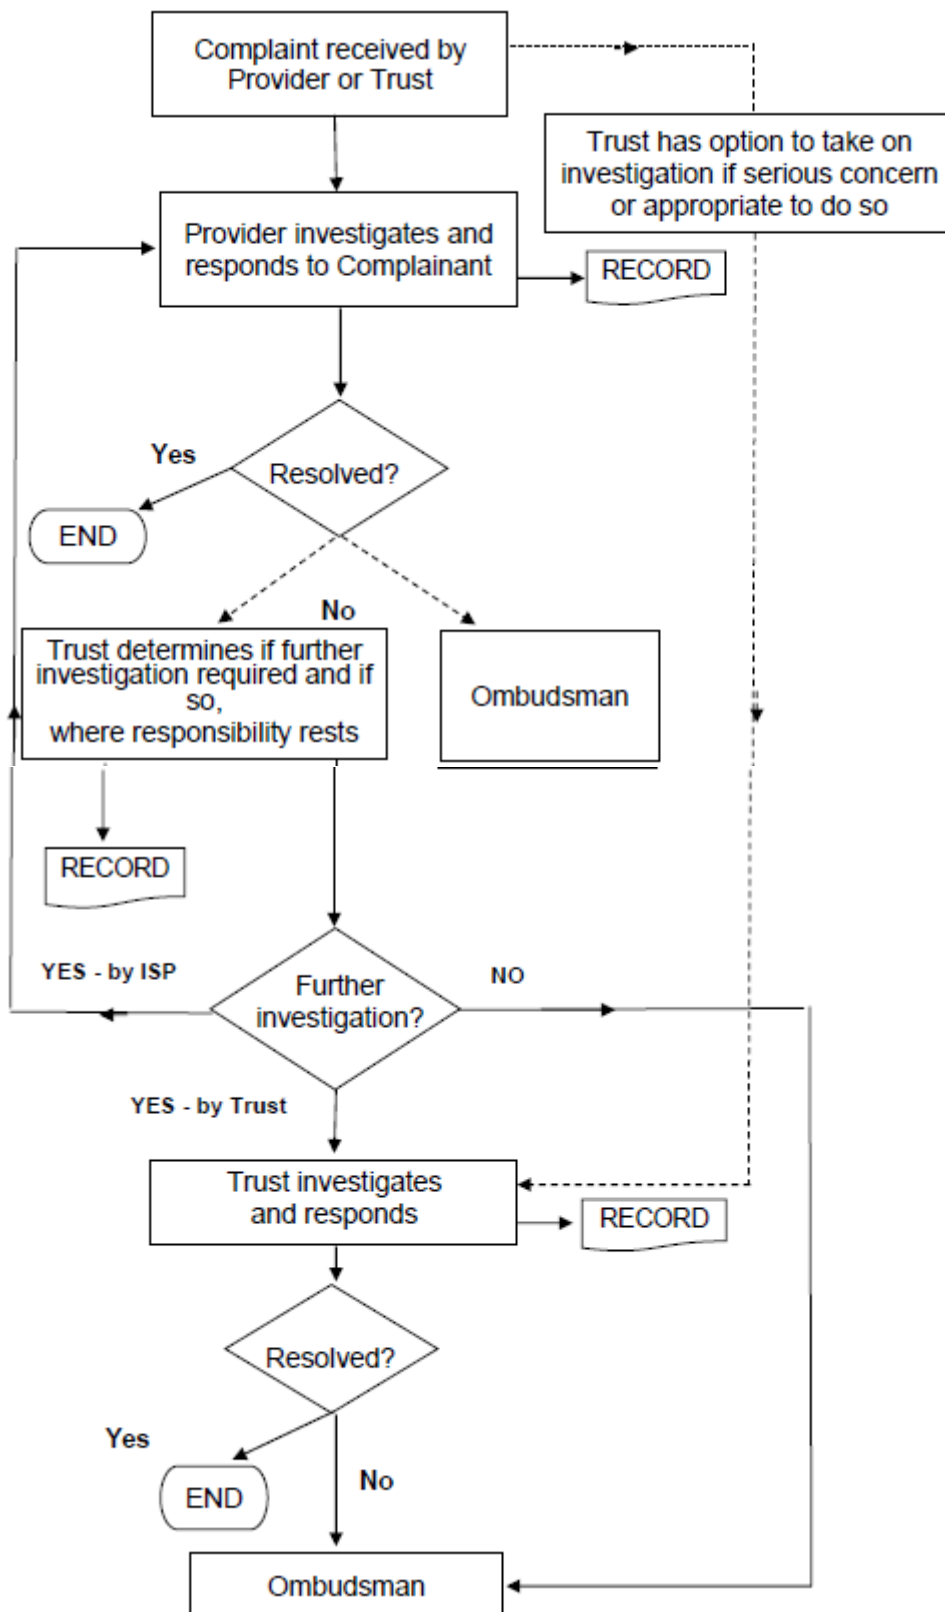 Complaint received by
Provider or Trust
Trust has option to take on
investigation if serious concern
or appropriate to do so
Provider investigates and
responds to Complainant
RECORD
Yes
Resolved?
END
No
Trust determines if further
investigation required and if
so,
where responsibility rests
Ombudsman
RECORD
YES - by ISP
Further
investigation?
NO
YES - by Trust
Trust investigates
and responds
RECORD
Resolved?
Yes
END
No
Ombudsman